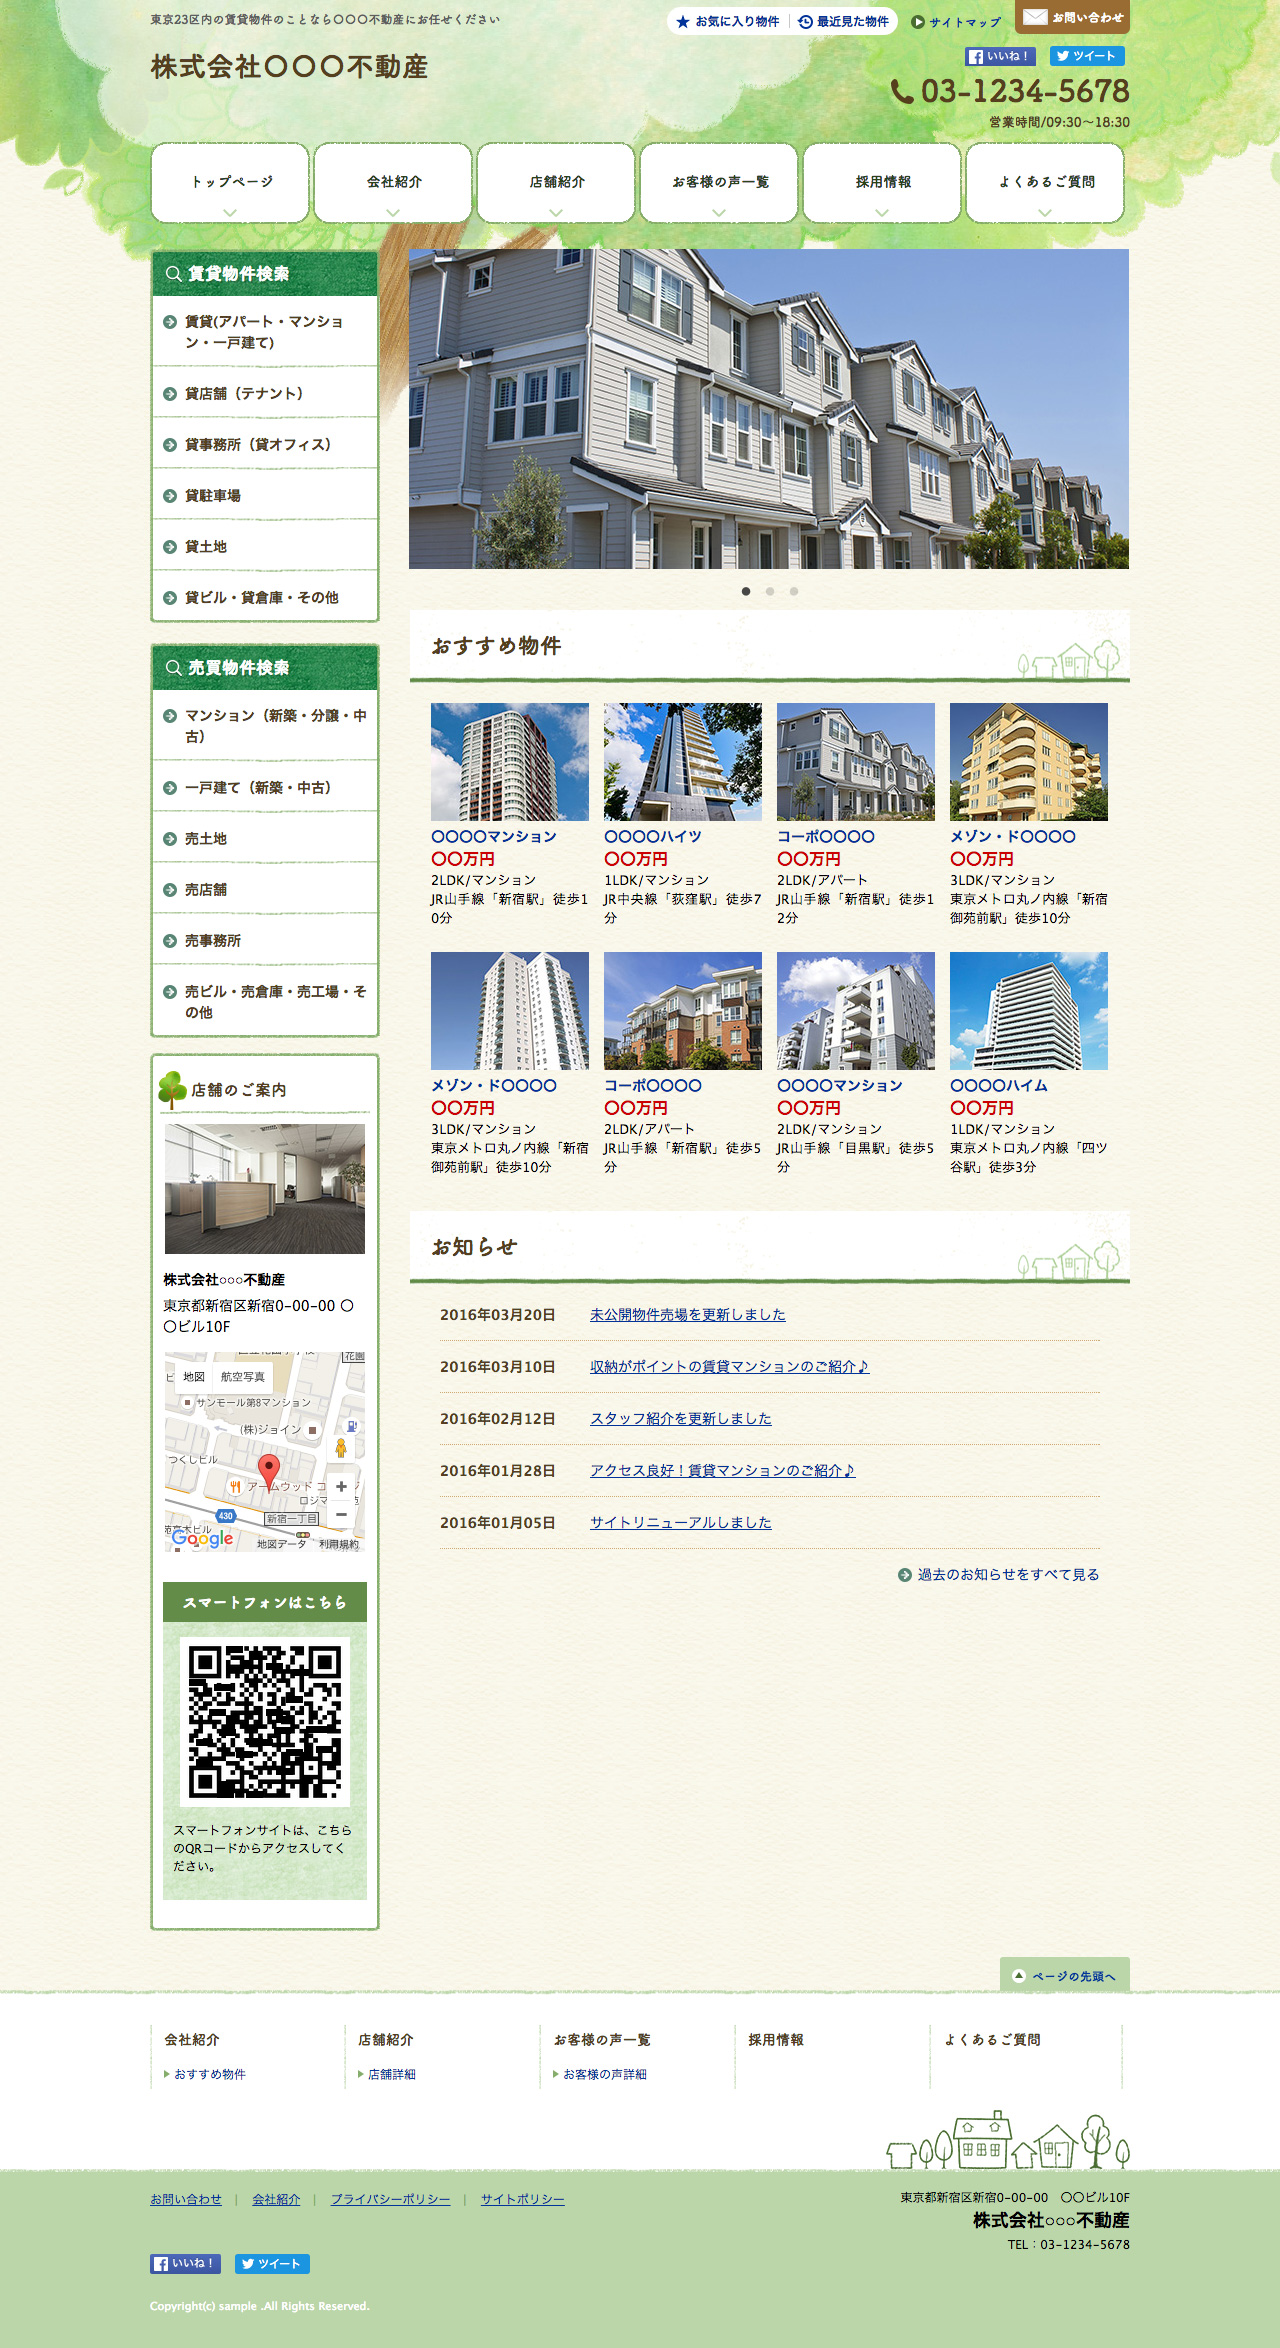 東京23区内の賃貸物件のことなら〇〇〇不動産にお任せください
お気に入り物件
最近見た物件
サイトマップ
お問い合わせ
株式会社〇〇〇不動産
いいね！
ツイート
03-1234-5678
営業時間/09:30～18:30
トップページ
会社紹介
店舗紹介
お客様の声一覧
採用情報
よくあるご質問
賃貸物件検索
賃貸(アパート・マンショ
ン・一戸建て)
貸店舗（テナント）
貸事務所（貸オフィス）
貸駐車場
貸土地
貸ビル・貸倉庫・その他
売買物件検索
マンション（新築・分譲・中
古）
一戸建て（新築・中古）
売土地
売店舗
売事務所
売ビル・売倉庫・売工場・そ
の他
店舗のご案内
株式会社○○○不動産
東京都新宿区新宿0-00-00 〇
〇ビル10F
花園
地図
航空写真
サンモール第8マンション
(株)ジョイン
つくしビル
アームウッド コ
ロジマ
430
新宿一丁目
Google
地図データ
利用規約
スマートフォンはこちら
スマートフォンサイトは、こちら
のQRコードからアクセスしてく
ださい。
おすすめ物件
〇〇〇〇マンション
〇〇万円
2LDK/マンション
JR山手線「新宿駅」徒歩1
0分
〇〇〇〇ハイツ
〇〇万円
1LDK/マンション
JR中央線「荻窪駅」徒歩7
分
コーポ〇〇〇〇
〇〇万円
2LDK/アパート
JR山手線「新宿駅」徒歩1
2分
メゾン・ド〇〇〇〇
〇〇万円
3LDK/マンション
東京メトロ丸ノ内線「新宿
御苑前駅」徒歩10分
メゾン・ド〇〇〇〇
〇〇万円
3LDK/マンション
東京メトロ丸ノ内線「新宿
御苑前駅」徒歩10分
コーポ〇〇〇〇
〇〇万円
2LDK/アパート
JR山手線「新宿駅」徒歩5
分
〇〇〇〇マンション
〇〇万円
2LDK/マンション
JR山手線「目黒駅」徒歩5
分
〇〇〇〇ハイム
〇〇万円
1LDK/マンション
東京メトロ丸ノ内線「四ツ
谷駅」徒歩3分
お知らせ
2016年03月20日 未公開物件売場を更新しました
2016年03月10日 収納がポイントの賃貸マンションのご紹介♪
2016年02月12日 スタッフ紹介を更新しました
2016年01月28日 アクセス良好！賃貸マンションのご紹介♪
2016年01月05日 サイトリニューアルしました
過去のお知らせをすべて見る
ページの先頭へ
会社紹介
おすすめ物件
店舗紹介
店舗詳細
お客様の声一覧
お客様の声詳細
採用情報
よくあるご質問
お問い合わせ ｜ 会社紹介 ｜ プライバシーポリシー ｜ サイトポリシー
東京都新宿区新宿0-00-00 〇〇ビル10F
株式会社○○○不動産
TEL：03-1234-5678
いいね！
ツイート
Copyright(c) sample .All Rights Reserved.